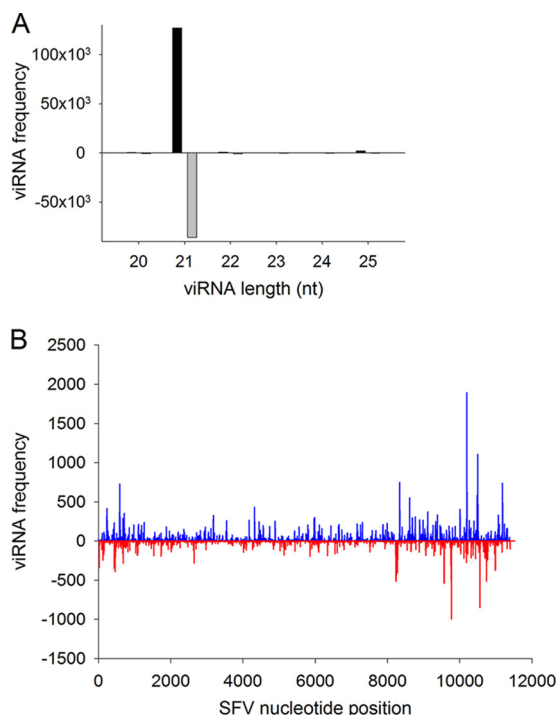 A
100x10³
50x10³
0
-50x10³
viRNA frequency
20 21 22 23 24 25
viRNA length (nt)
B
2500
2000
1500
1000
500
0
-500
-1000
-1500
viRNA frequency
0 2000 4000 6000 8000 10000 12000
SFV nucleotide position